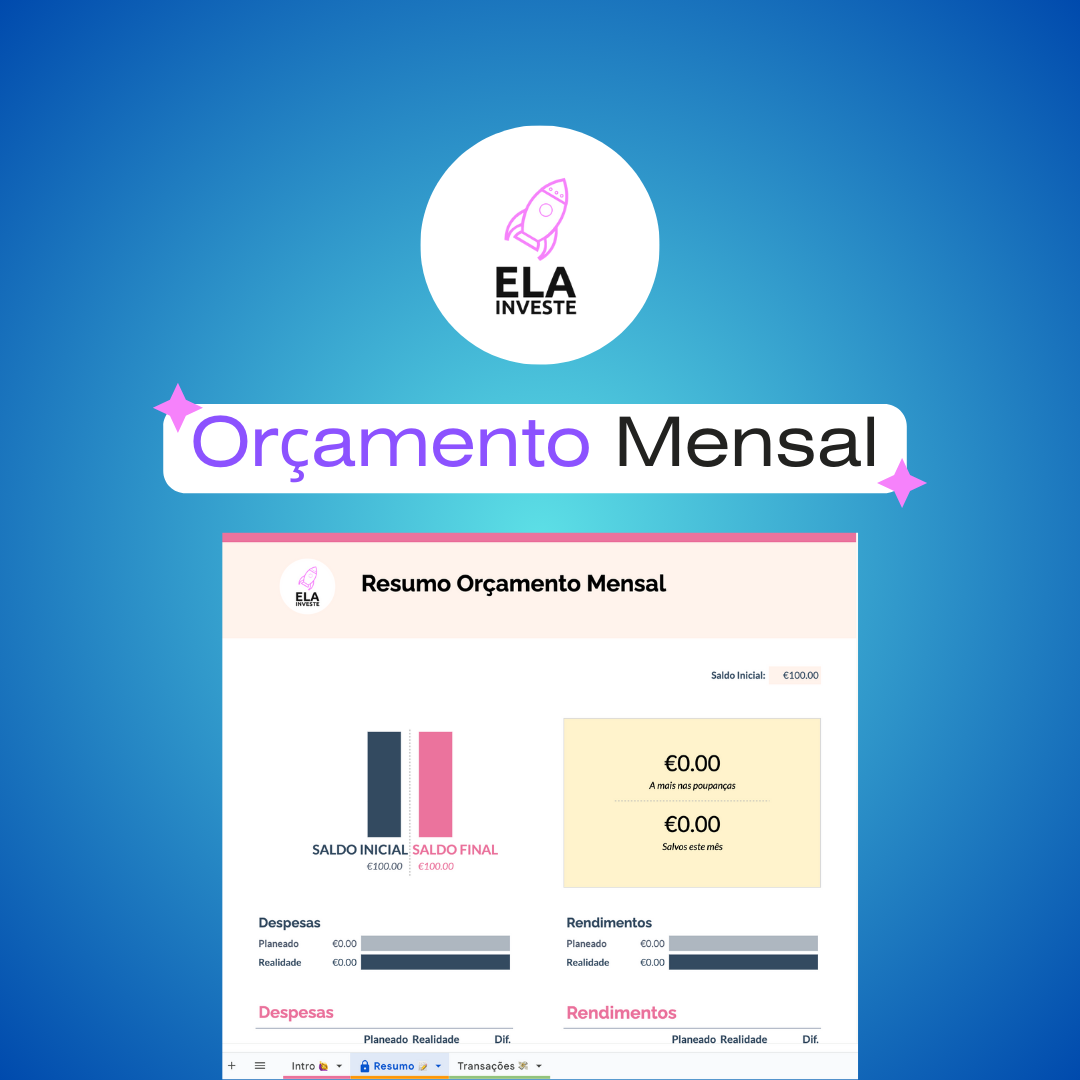 ELA
INVESTE
Orçamento Mensal
ELA
INVESTE
Resumo Orçamento Mensal
Saldo Inicial: €100.00
€0.00
A mais nas poupanças
€0.00
Salvos este mês
SALDO INICIAL SALDO FINAL
€100.00 €100.00
Despesas Rendimentos
Planeado €0.00 Planeado €0.00
Realidade €0.00 Realidade €0.00
Despesas Rendimentos
Planeado Realidade Dif. Planeado Realidade Dif.
Intro Resumo Transações